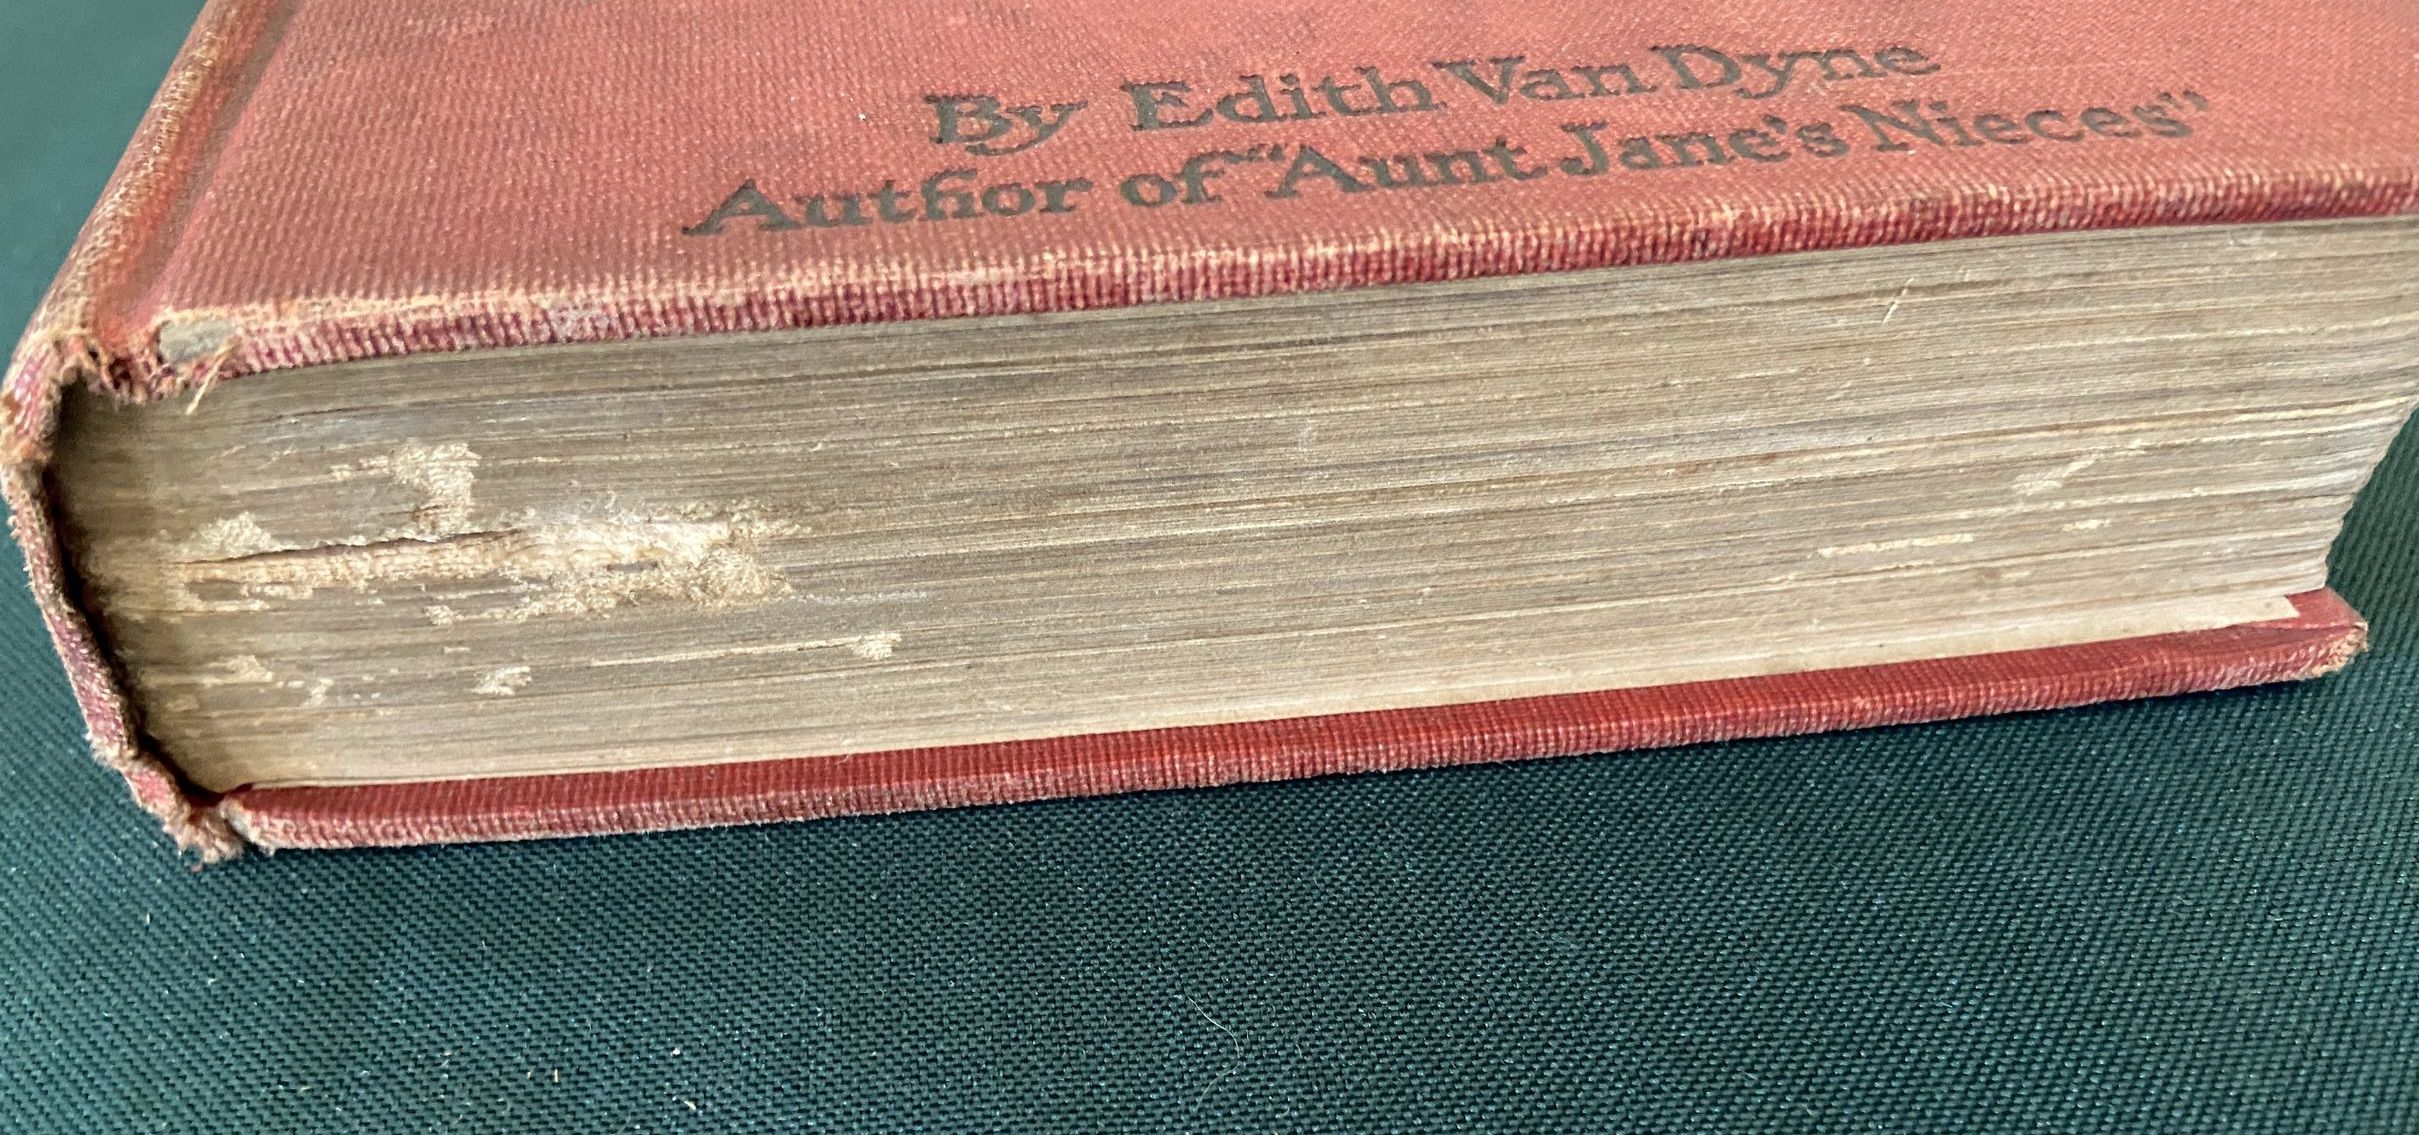 By Edith Van Dyne
Author of "Aunt Jane's Nieces"